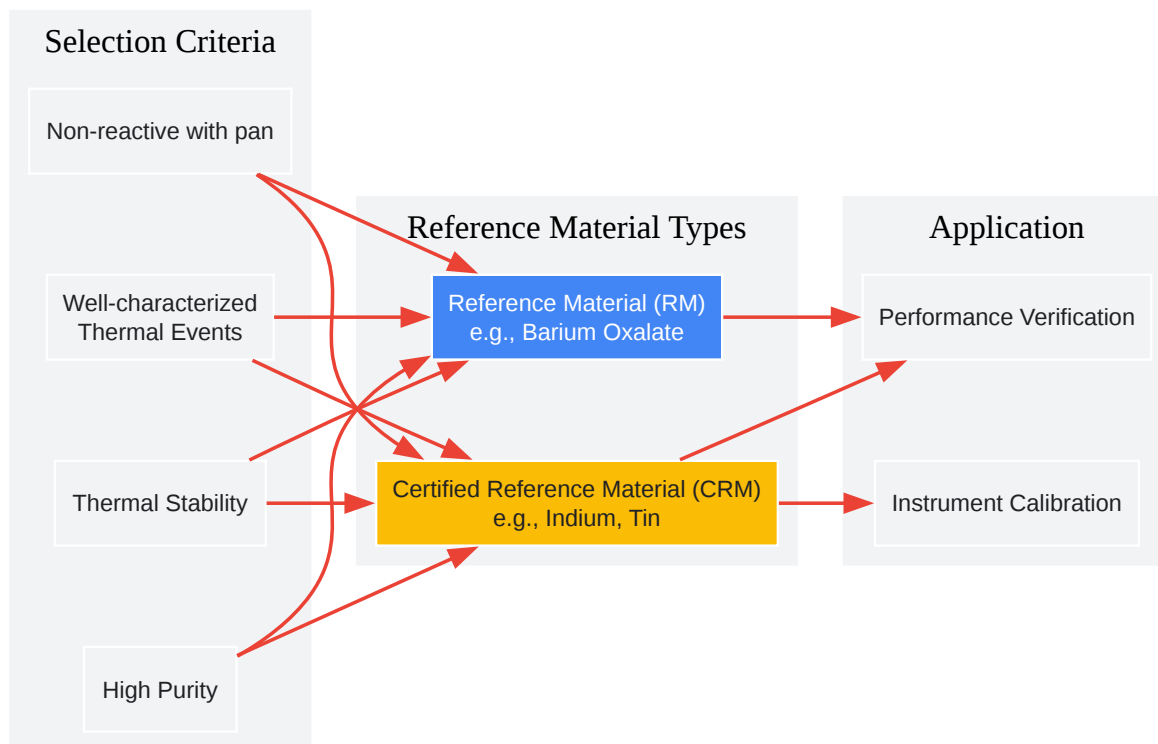 Selection Criteria
Non-reactive with pan
Well-characterized
Thermal Events
Thermal Stability
High Purity
Reference Material Types
Reference Material (RM)
e.g., Barium Oxalate
Certified Reference Material (CRM)
e.g., Indium, Tin
Application
Performance Verification
Instrument Calibration